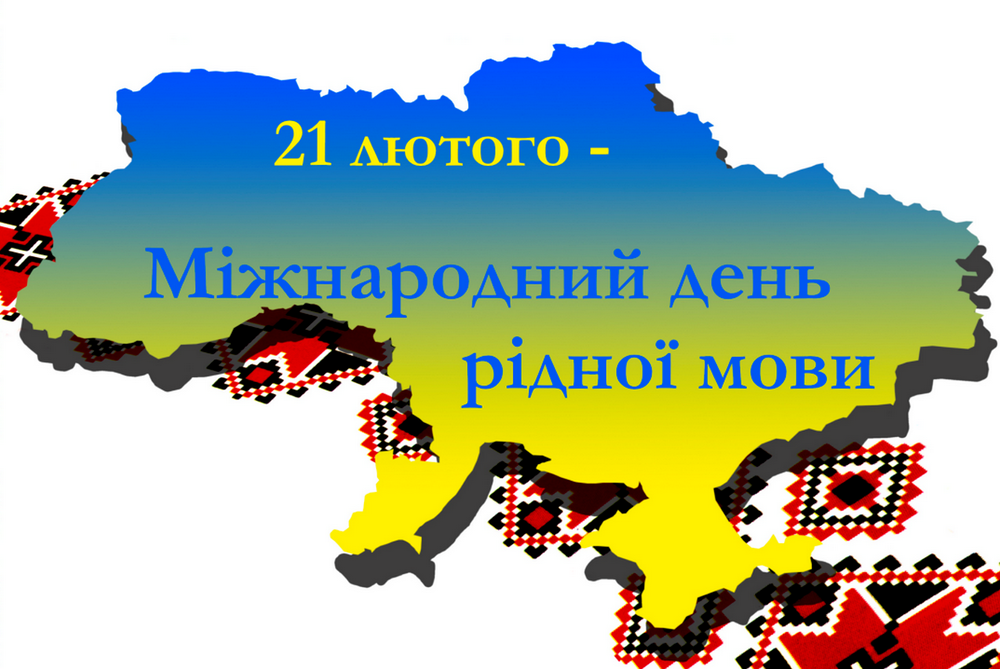 21 лютого -
Міжнародний день
рідної мови